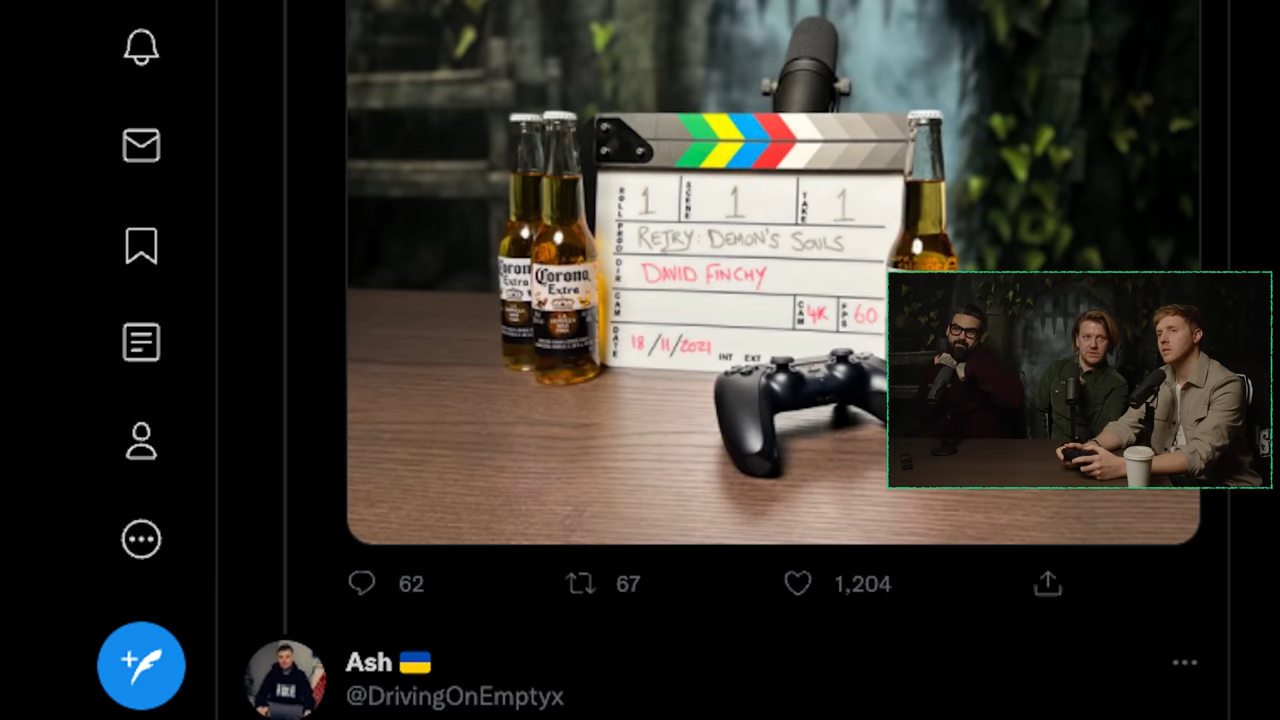 ROLL
1
SCENE
1
TAKE
1
PROD
RETRY: DEMON'S SOULS
DIR
DAVID FINCHY
CAM
CAM
4K
FPS
60
DATE
18/11/2021
INT EXT
Corona
Extra
Corona
Extra
62
67
1,204
Ash
@DrivingOnEmptyx